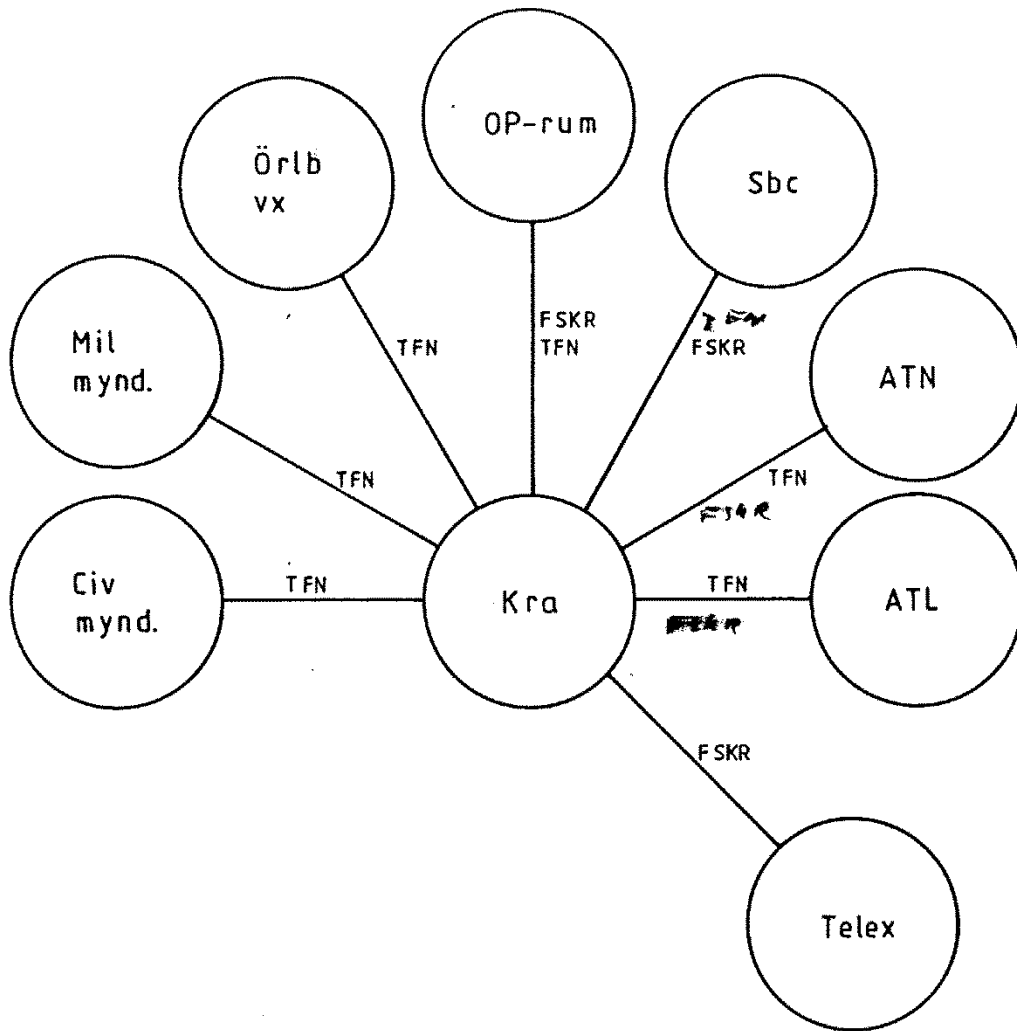 OP-rum
Örlb
vx
Sbc
FSKR
TFN
TFN
FSKR
Mil
mynd.
ATN
TFN
TFN
FSKR
Civ
mynd.
TFN
Kra
TFN
ATL
FSKR
Telex